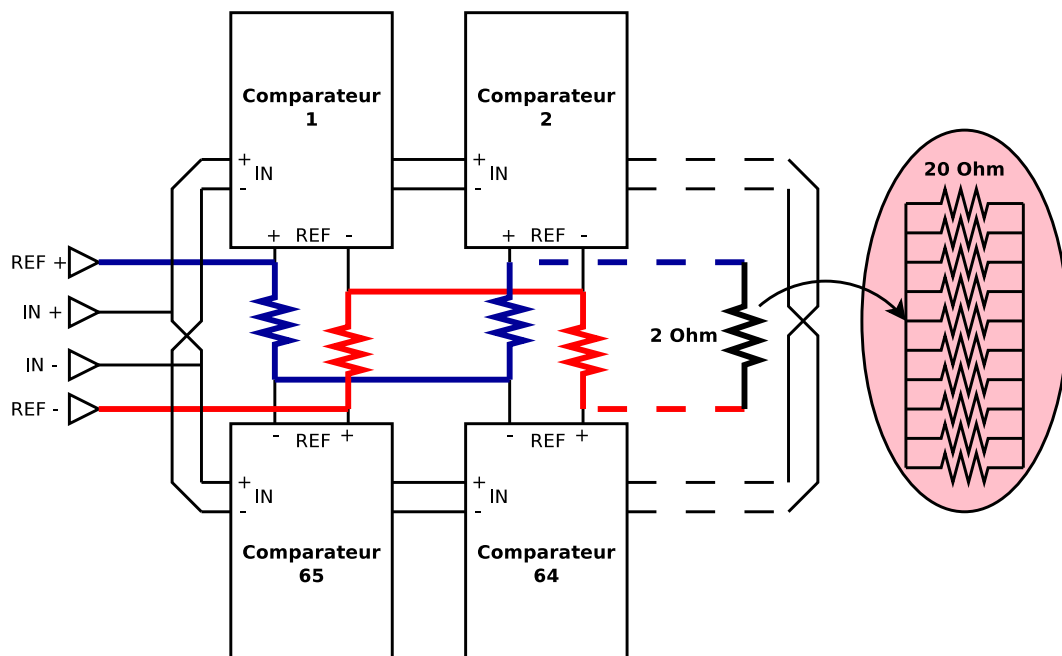 Comparateur
1
Comparateur
2
+
IN
-
+
IN
-
20 Ohm
+ REF -
+ REF -
REF +
IN +
2 Ohm
IN -
REF -
- REF +
- REF +
+
IN
-
+
IN
-
Comparateur
65
Comparateur
64